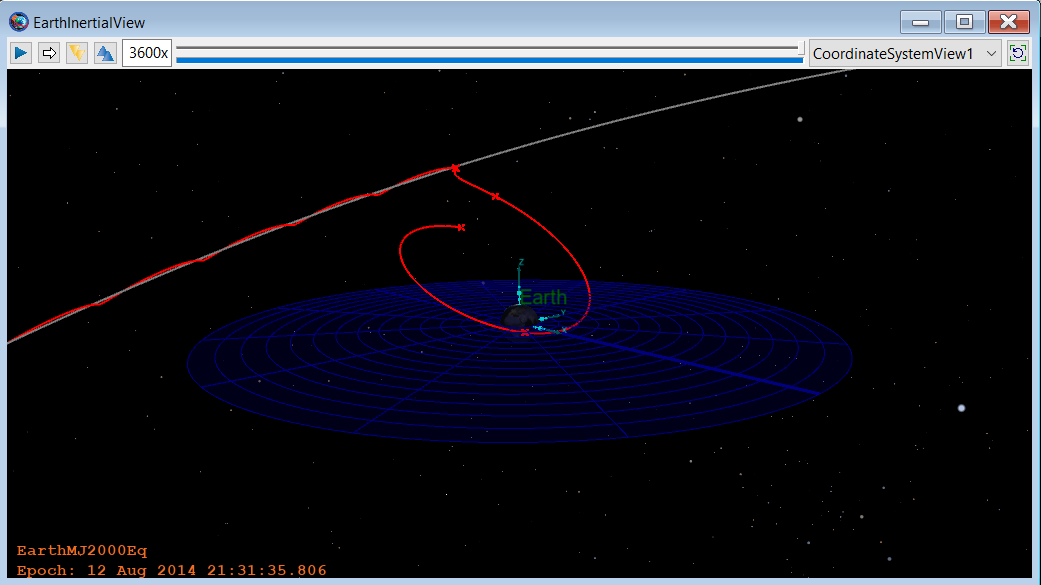 EarthInertialView
3600x
CoordinateSystemView1
Z
Earth
Y
X
EarthMJ2000Eq
Epoch: 12 Aug 2014 21:31:35.806